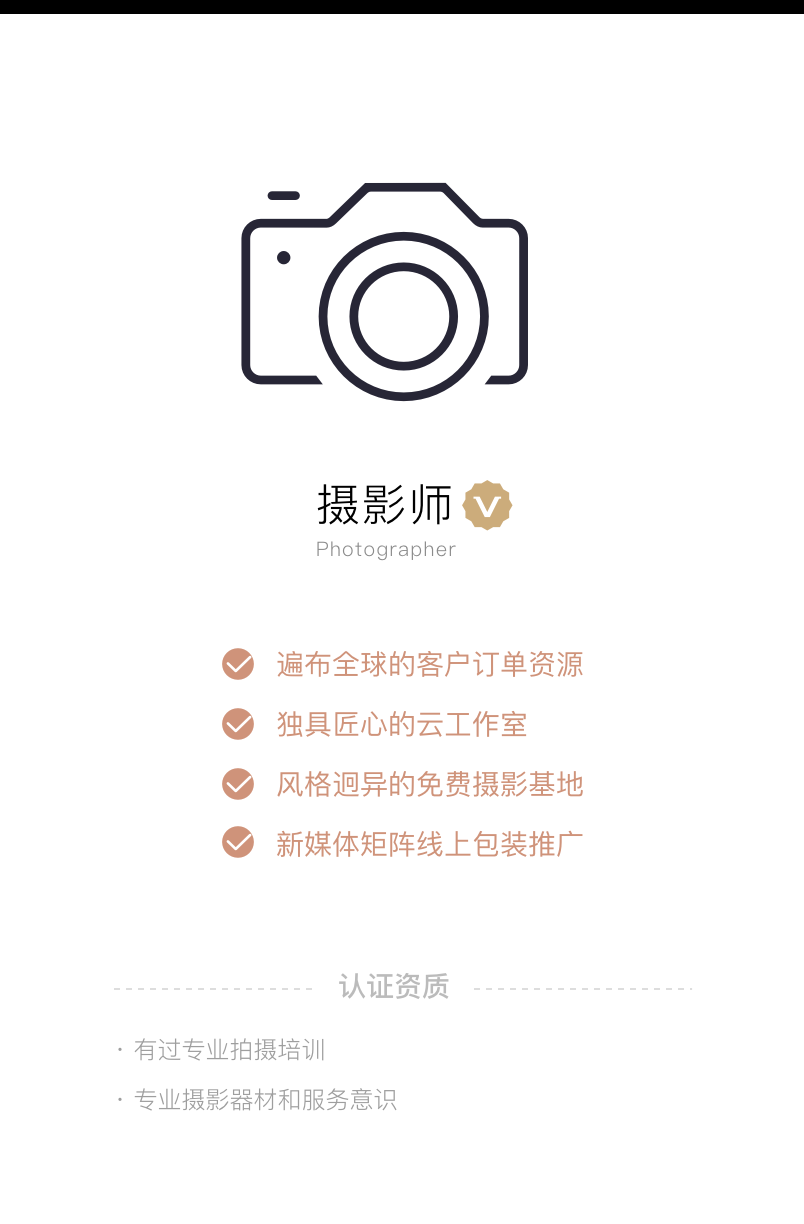 摄影师 V
Photographer
遍布全球的客户订单资源
独具匠心的云工作室
风格迥异的免费摄影基地
新媒体矩阵线上包装推广
认证资质
· 有过专业拍摄培训
· 专业摄影器材和服务意识